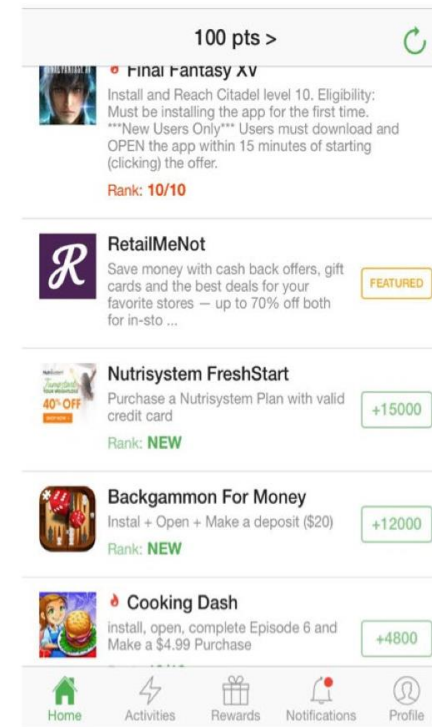 100 pts >
Final Fantasy XV
Install and Reach Citadel level 10. Eligibility:
Must be installing the app for the first time.
***New Users Only*** Users must download and
OPEN the app within 15 minutes of starting
(clicking) the offer.
Rank: 10/10
RetailMeNot
Save money with cash back offers, gift
cards and the best deals for your
favorite stores — up to 70% off both
for in-sto ...
FEATURED
R
Nutrisystem FreshStart
Purchase a Nutrisystem Plan with valid
credit card
Rank: NEW
+15000
40% OFF
Backgammon For Money
Instal + Open + Make a deposit ($20)
Rank: NEW
+12000
Cooking Dash
install, open, complete Episode 6 and
Make a $4.99 Purchase
+4800
Home
Activities
Rewards
Notifications
Profile